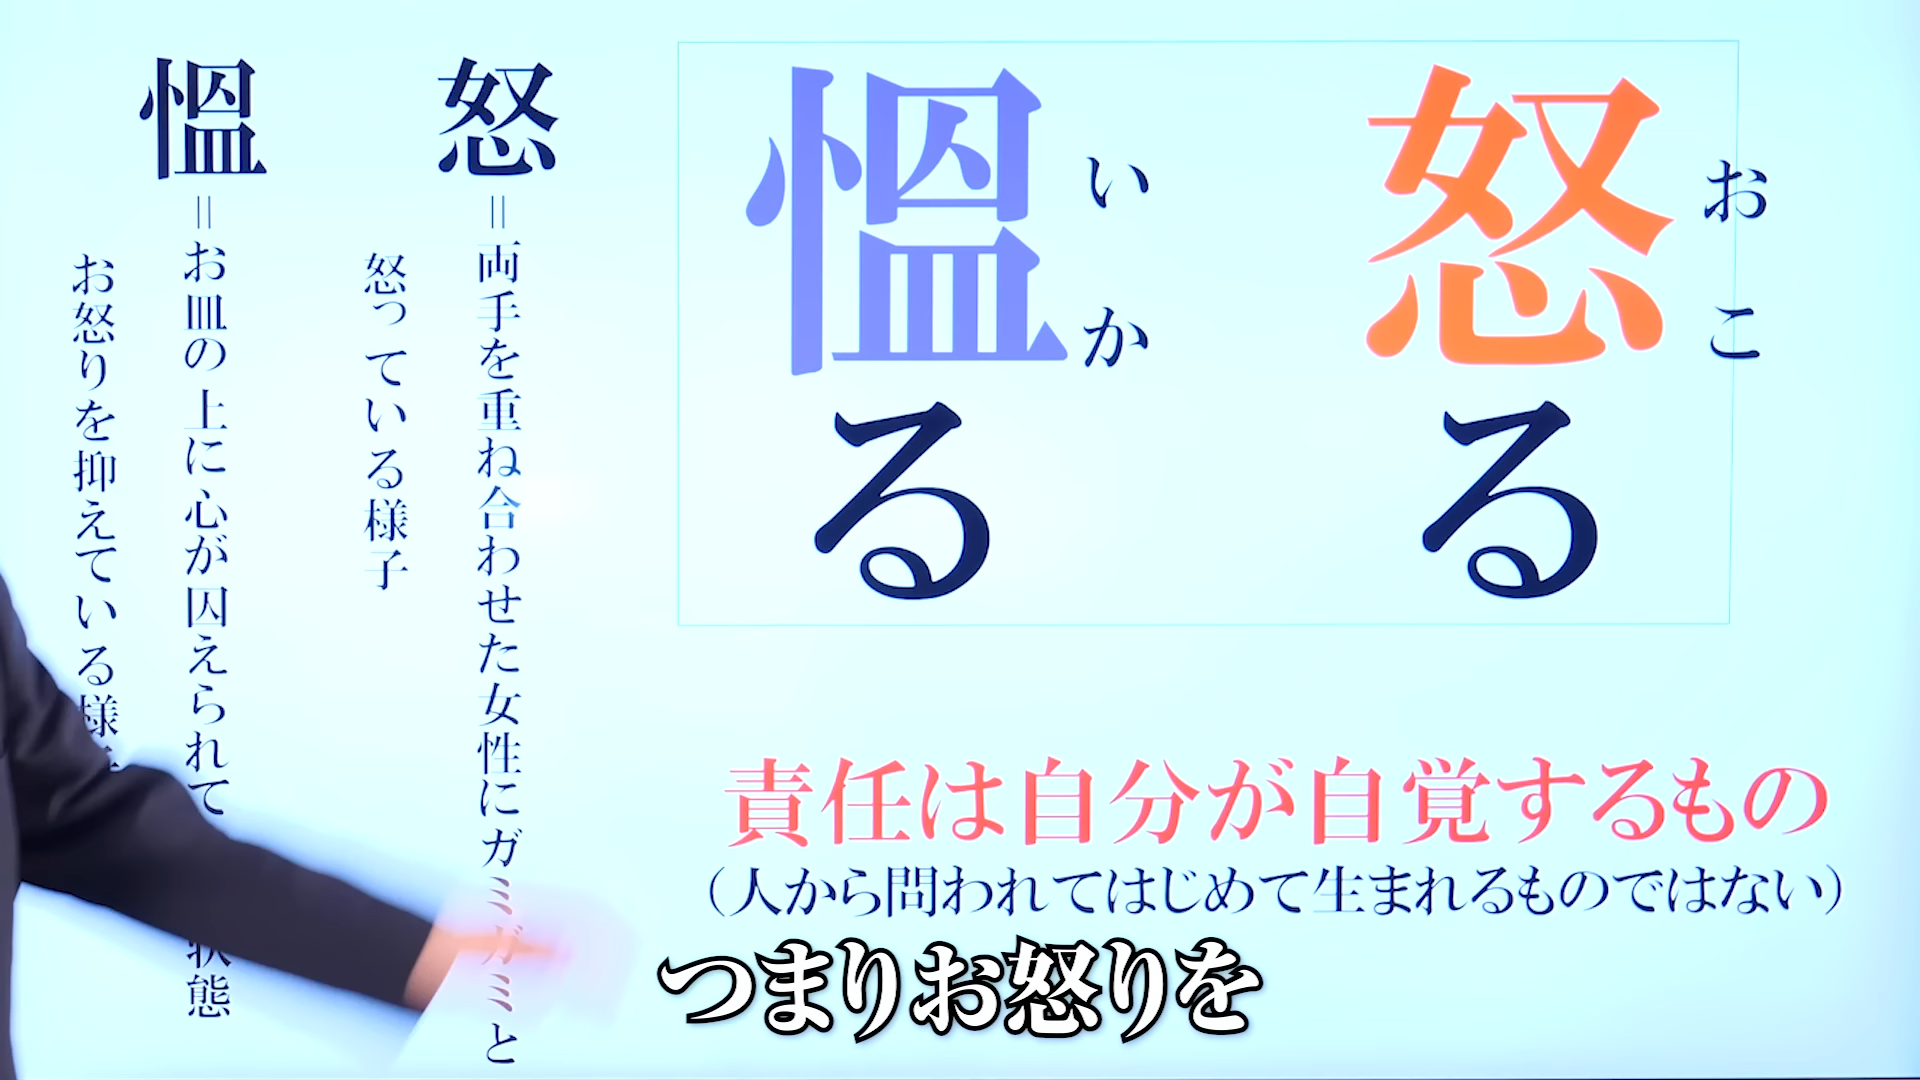 怒る
おこ
慍る
いか
怒=両手を重ね合わせた女性にガミガミと
怒っている様子
慍=お皿の上に心が囚えられて
状態
お怒りを抑えている様
責任は自分が自覚するもの
（人から問われてはじめて生まれるものではない）
つまりお怒りを